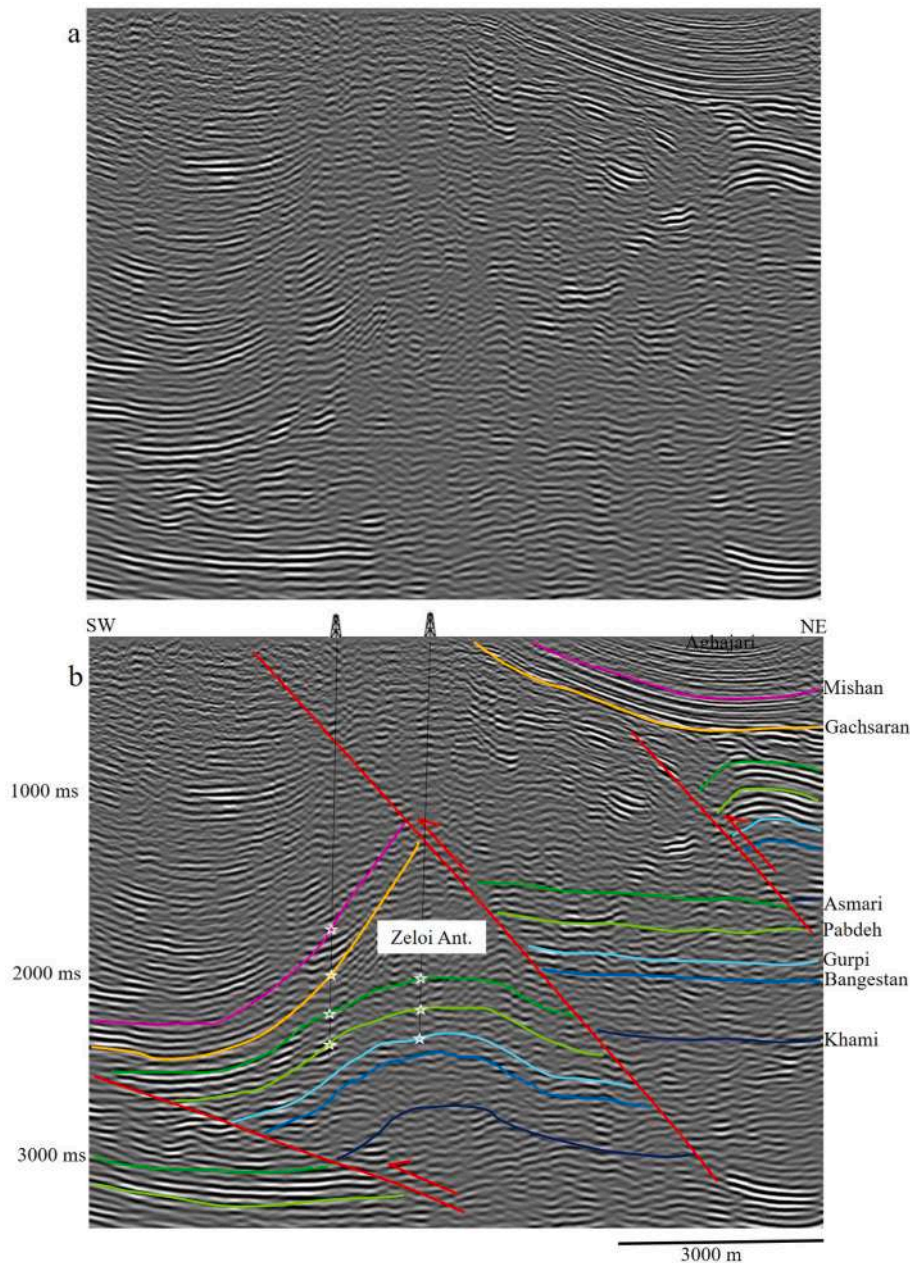 a
SW
NE
b
Aghajari
Mishan
Gachsaran
1000 ms
Asmari
Pabdeh
Zeloi Ant.
Gurpi
2000 ms
Bangestan
Khami
3000 ms
3000 m